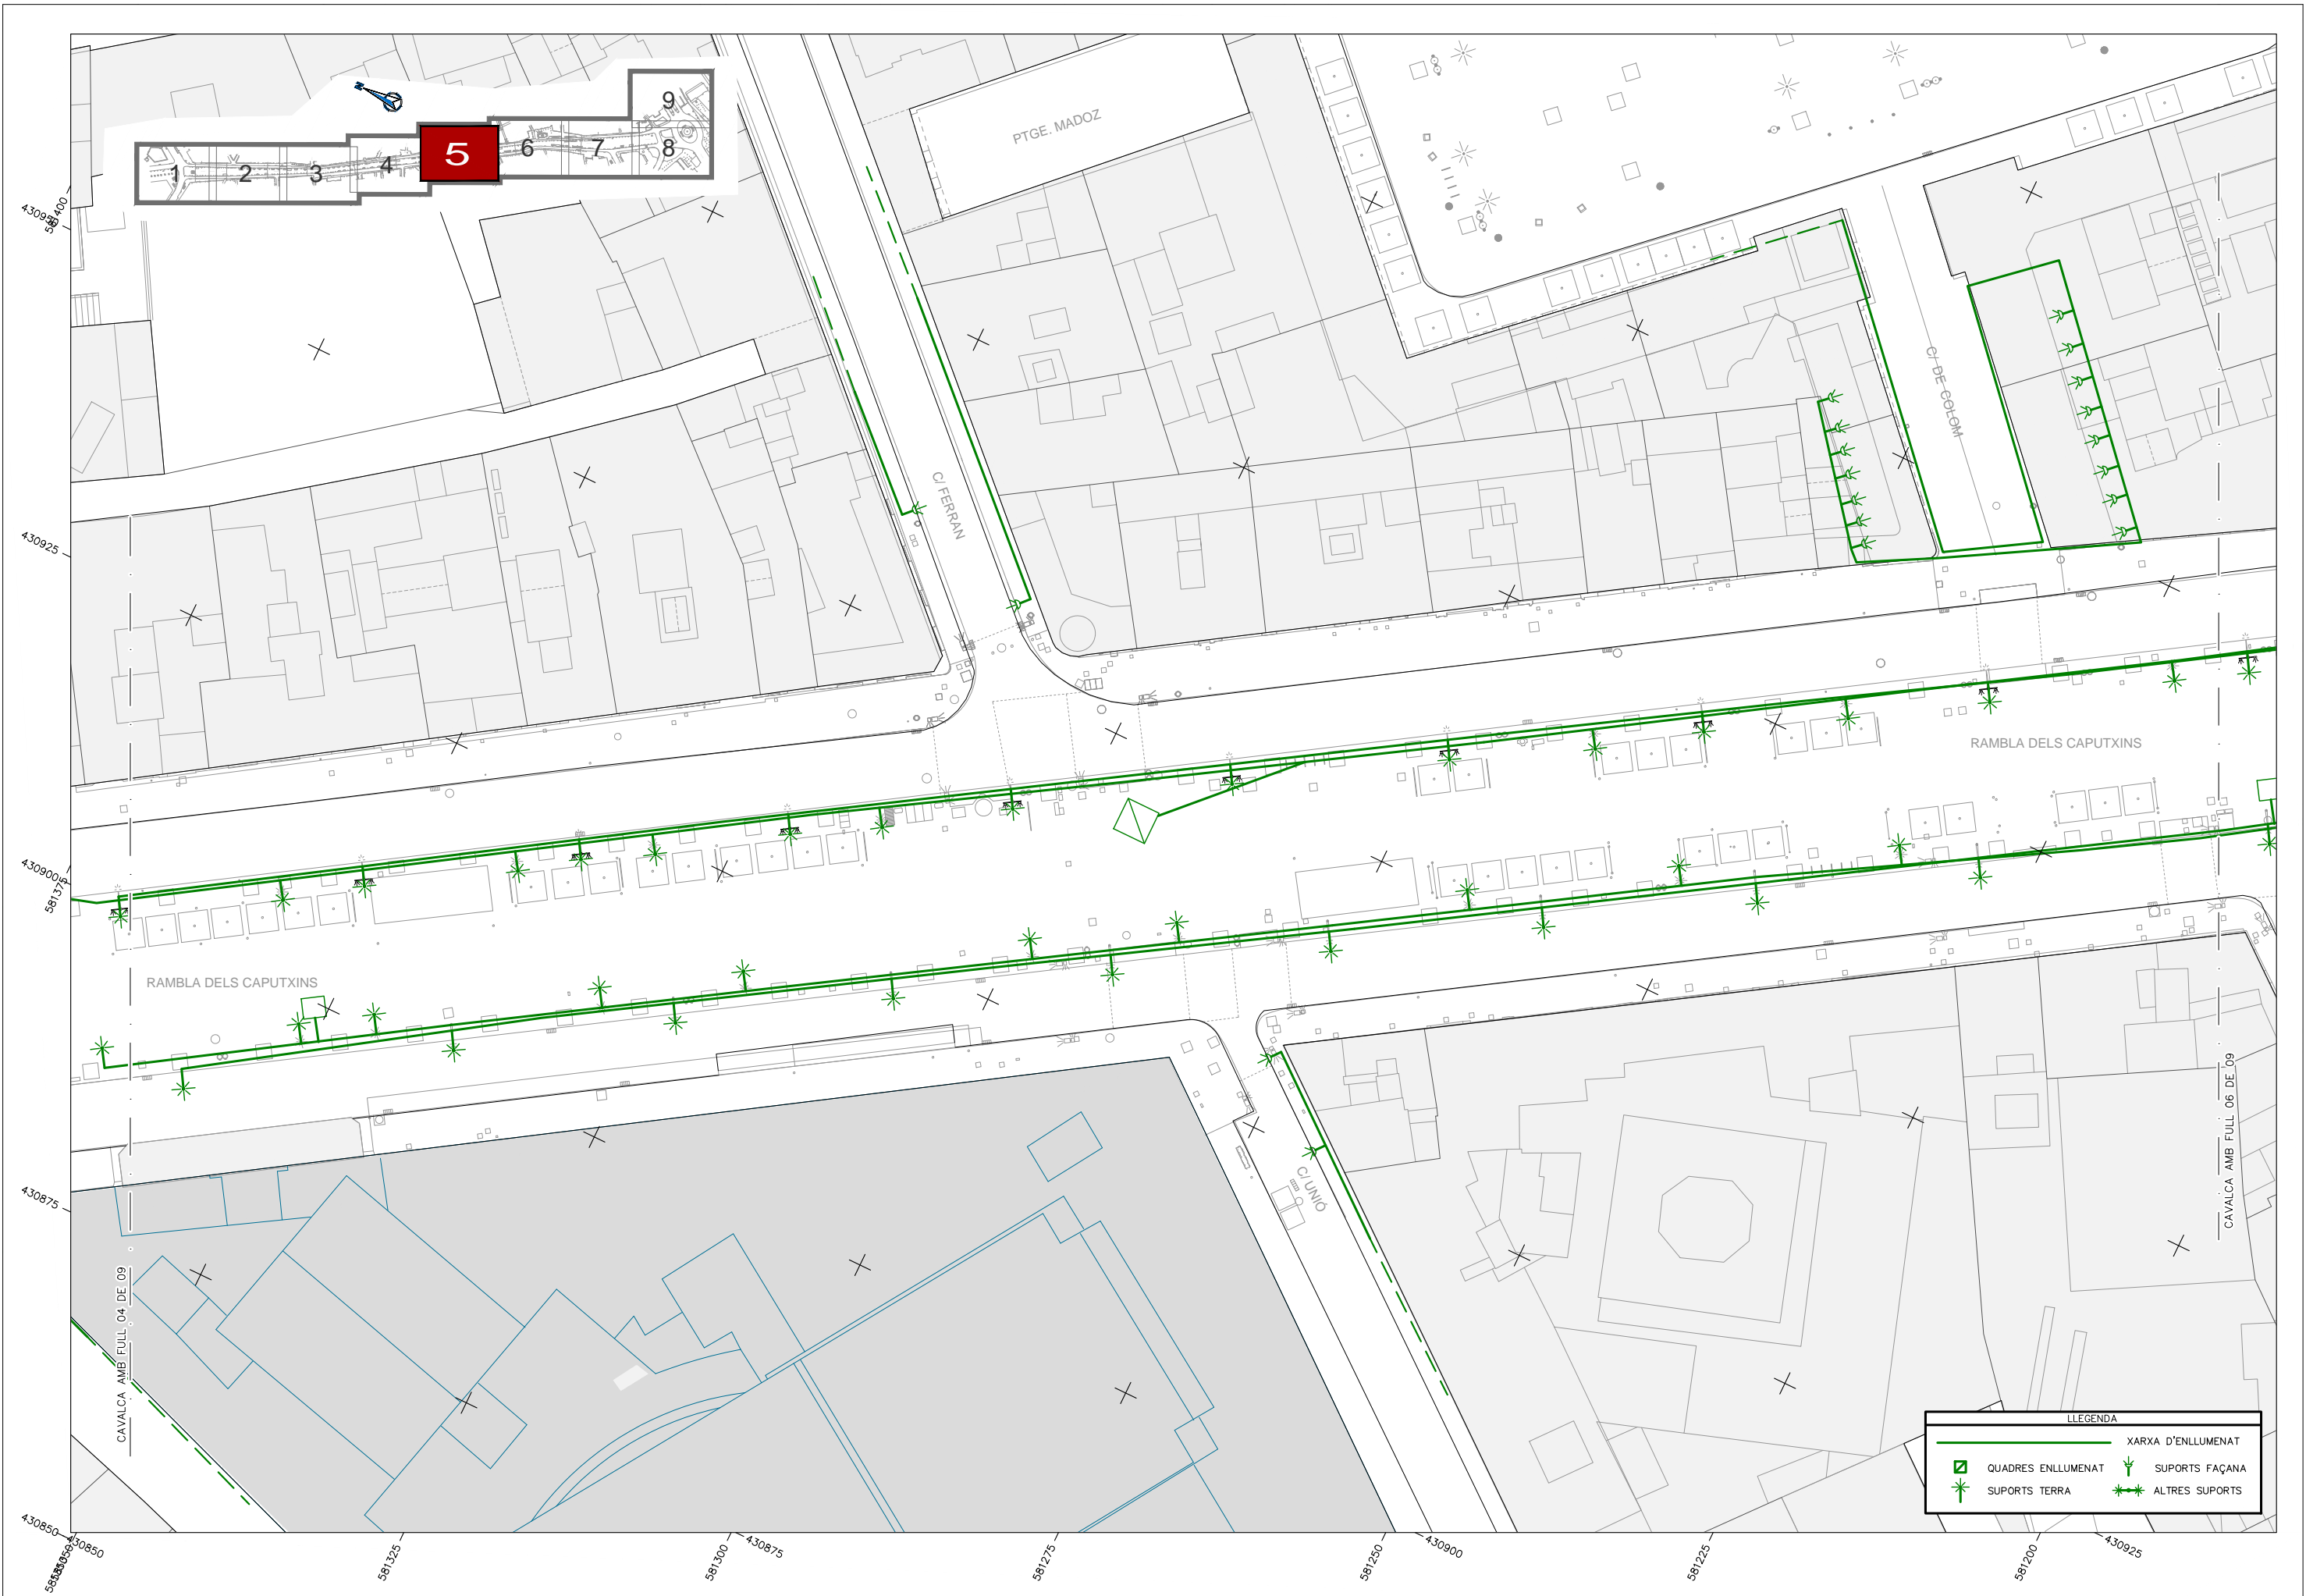 9
5
6
7
8
4
1
2
3
PTGE. MADOZ
581400
C/ DE COLOM
C/ FERRAN
430925
RAMBLA DELS CAPUTXINS
430900
581375
RAMBLA DELS CAPUTXINS
CAVALCA AMB FULL 06 DE 09
C/ UNIÓ
430875
CAVALCA AMB FULL 04 DE 09
LLEGENDA
XARXA D'ENLLUMENAT
QUADRES ENLLUMENAT
SUPORTS FAÇANA
SUPORTS TERRA
ALTRES SUPORTS
430850
430850
581325
581300
430875
581275
581250
430900
581225
581200
430925